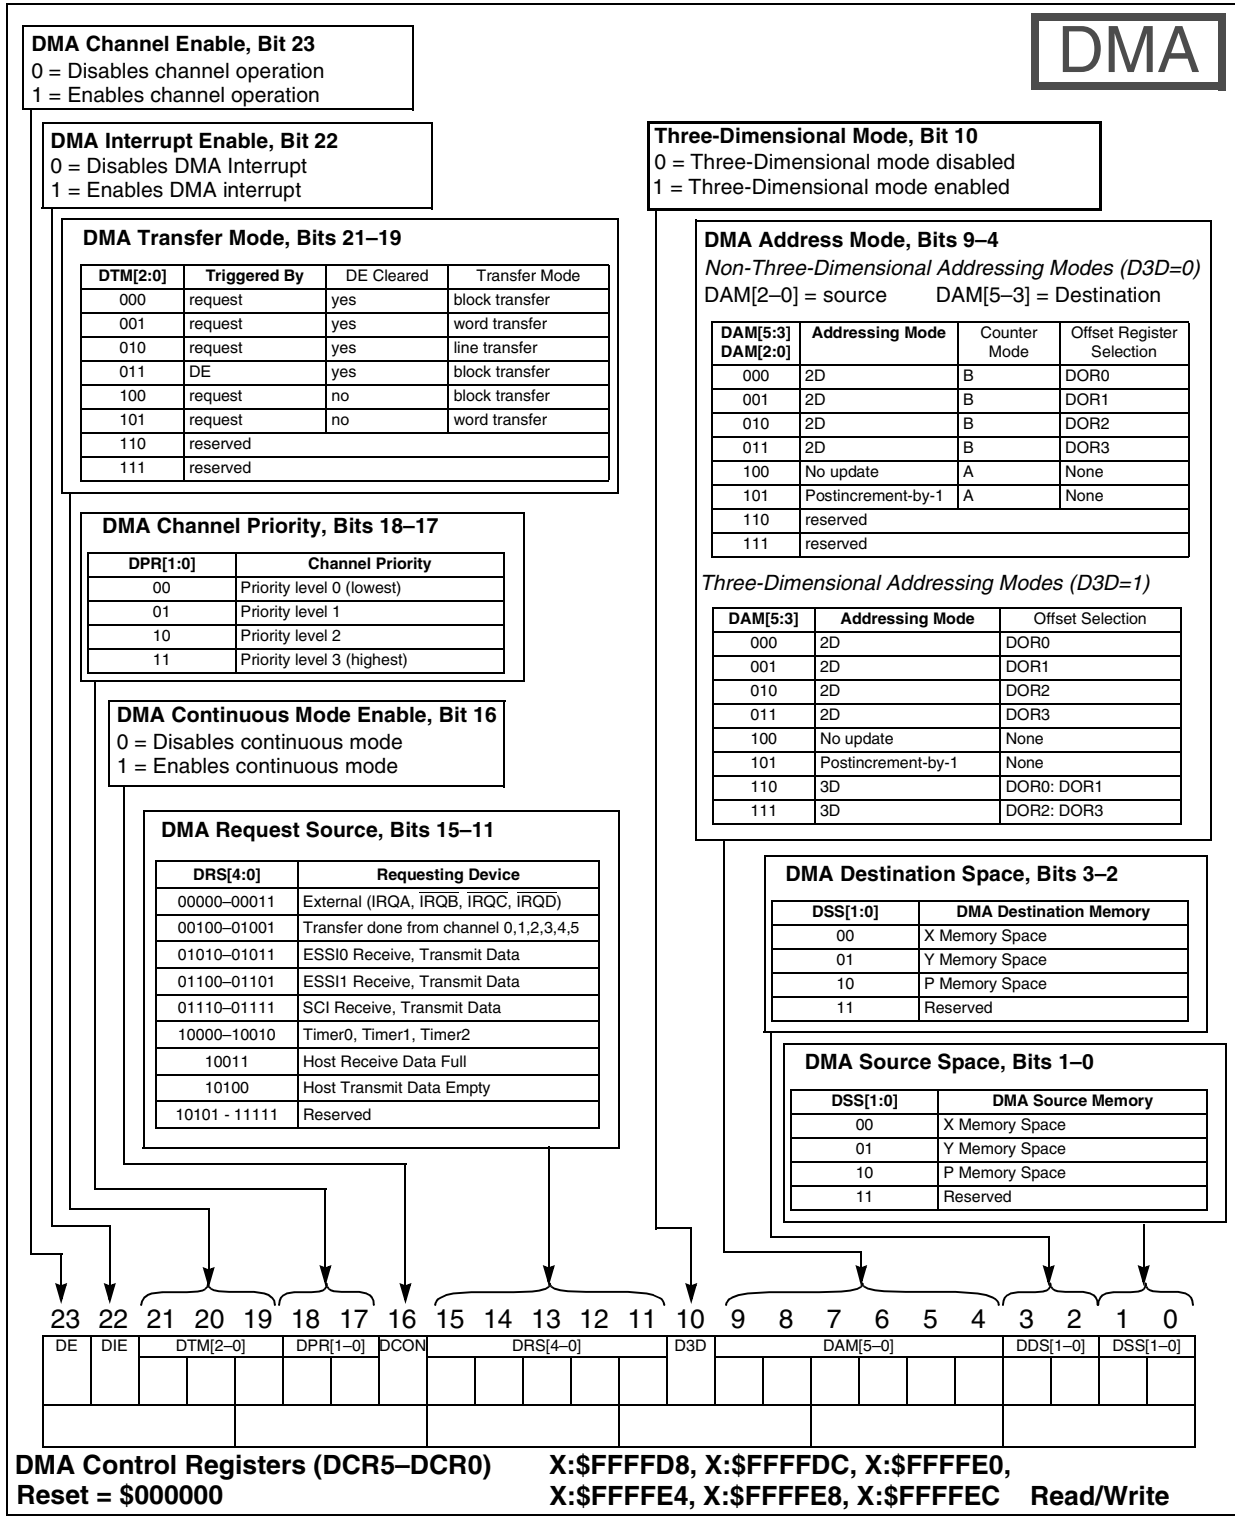 DMA
DMA Channel Enable, Bit 23
0 = Disables channel operation
1 = Enables channel operation
DMA Interrupt Enable, Bit 22
0 = Disables DMA Interrupt
1 = Enables DMA interrupt
DMA Transfer Mode, Bits 21–19
DTM[2:0] Triggered By DE Cleared Transfer Mode
000 request yes block transfer
001 request yes word transfer
010 request yes line transfer
011 DE yes block transfer
100 request no block transfer
101 request no word transfer
110 reserved
111 reserved
DMA Channel Priority, Bits 18–17
DPR[1:0] Channel Priority
00 Priority level 0 (lowest)
01 Priority level 1
10 Priority level 2
11 Priority level 3 (highest)
DMA Continuous Mode Enable, Bit 16
0 = Disables continuous mode
1 = Enables continuous mode
DMA Request Source, Bits 15–11
DRS[4:0] Requesting Device
00000–00011 External (IRQA, IRQB, IRQC, IRQD)
00100–01001 Transfer done from channel 0,1,2,3,4,5
01010–01011 ESSI0 Receive, Transmit Data
01100–01101 ESSI1 Receive, Transmit Data
01110–01111 SCI Receive, Transmit Data
10000–10010 Timer0, Timer1, Timer2
10011 Host Receive Data Full
10100 Host Transmit Data Empty
10101 - 11111 Reserved
Three-Dimensional Mode, Bit 10
0 = Three-Dimensional mode disabled
1 = Three-Dimensional mode enabled
DMA Address Mode, Bits 9–4
Non-Three-Dimensional Addressing Modes (D3D=0)
DAM[2–0] = source DAM[5–3] = Destination
DAM[5:3] Addressing Mode Counter Offset Register
DAM[2:0] Mode Selection
000 2D B DOR0
001 2D B DOR1
010 2D B DOR2
011 2D B DOR3
100 No update A None
101 Postincrement-by-1 A None
110 reserved
111 reserved
Three-Dimensional Addressing Modes (D3D=1)
DAM[5:3] Addressing Mode Offset Selection
000 2D DOR0
001 2D DOR1
010 2D DOR2
011 2D DOR3
100 No update None
101 Postincrement-by-1 None
110 3D DOR0: DOR1
111 3D DOR2: DOR3
DMA Destination Space, Bits 3–2
DSS[1:0] DMA Destination Memory
00 X Memory Space
01 Y Memory Space
10 P Memory Space
11 Reserved
DMA Source Space, Bits 1–0
DSS[1:0] DMA Source Memory
00 X Memory Space
01 Y Memory Space
10 P Memory Space
11 Reserved
23 22 21 20 19 18 17 16 15 14 13 12 11 10 9 8 7 6 5 4 3 2 1 0
DE DIE DTM[2–0] DPR[1–0] DCON DRS[4–0] D3D DAM[5–0] DDS[1–0] DSS[1–0]
DMA Control Registers (DCR5–DCR0) X:$FFFFD8, X:$FFFFDC, X:$FFFFE0,
Reset = $000000 X:$FFFFE4, X:$FFFFE8, X:$FFFFEC Read/Write